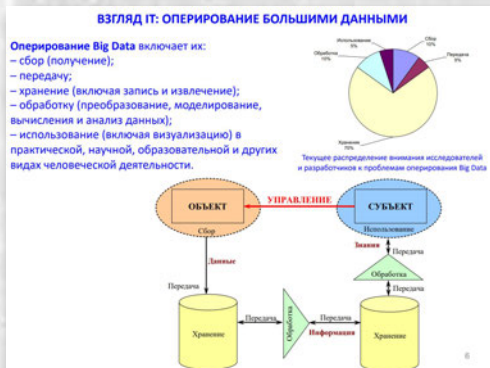 ВЗГЛЯД IT: ОПЕРИРОВАНИЕ БОЛЬШИМИ ДАННЫМИ
Оперирование Big Data включает их:
– сбор (получение);
– передачу;
– хранение (включая запись и извлечение);
– обработку (преобразование, моделирование,
вычисления и анализ данных);
– использование (включая визуализацию) в
практической, научной, образовательной и других
видах человеческой деятельности.
Использование
5%
Сбор
10%
Обработка
10%
Передача
5%
Хранение
70%
Текущее распределение внимания исследователей
и разработчиков к проблемам оперирования Big Data
ОБЪЕКТ
УПРАВЛЕНИЕ
СУБЪЕКТ
Сбор
Использование
Данные
Знания
Передача
Обработка
Передача
Передача
Хранение
Передача
Обработка
Передача
Информация
Хранение
6